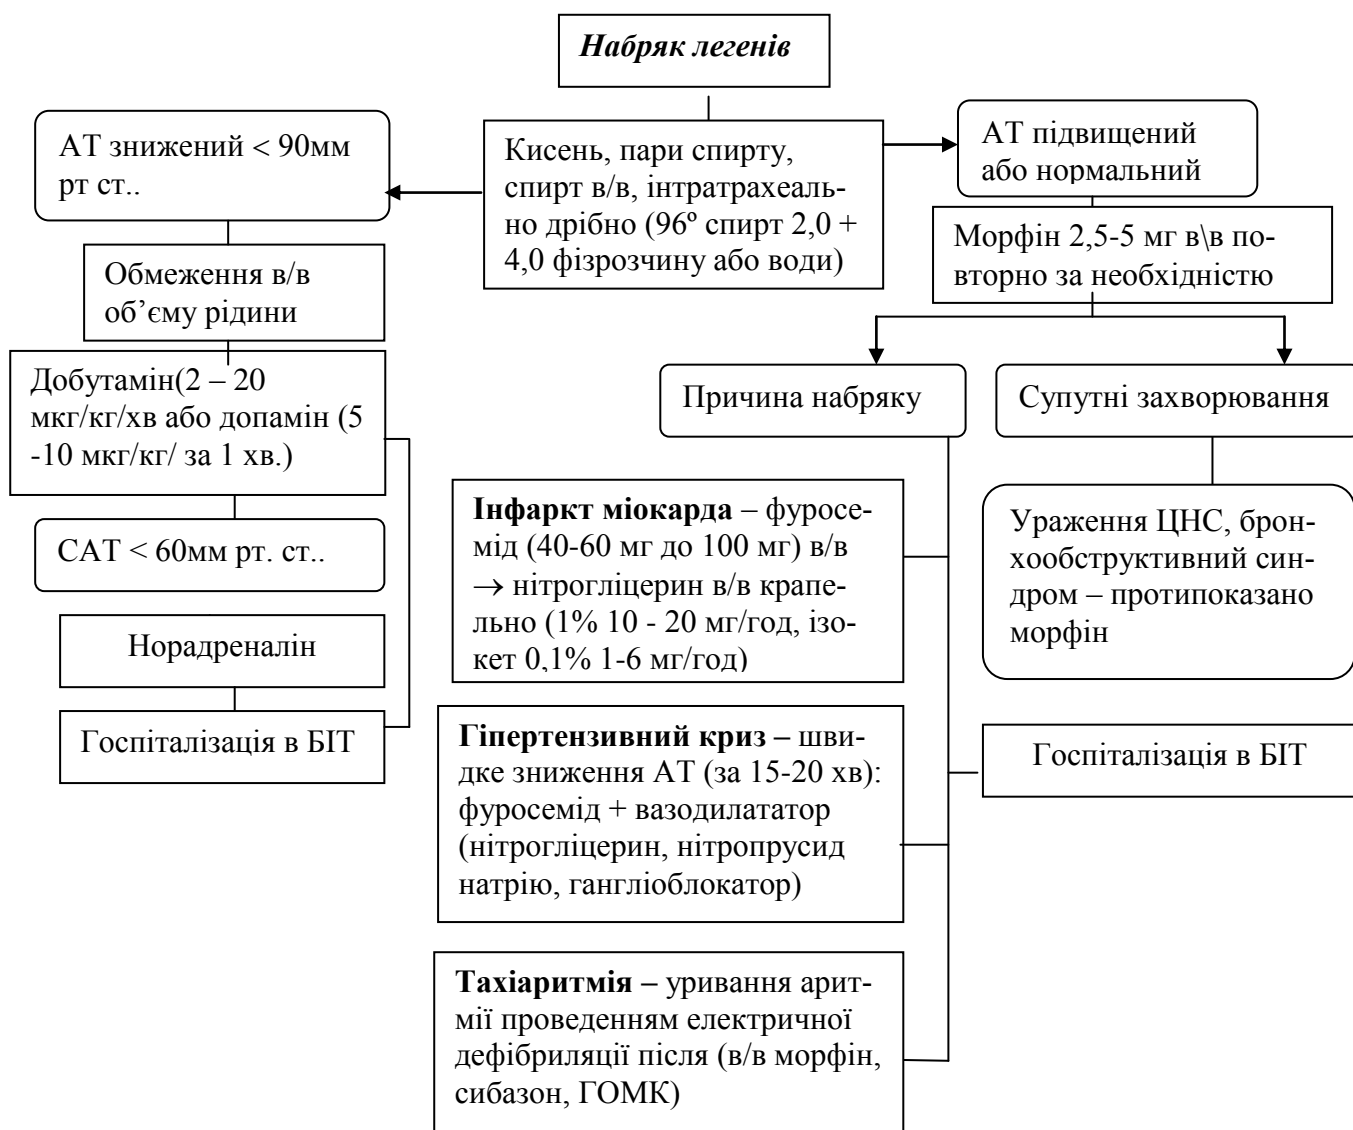 Набряк легенів
АТ знижений < 90мм
рт ст..
Кисень, пари спирту,
спирт в/в, інтратрахеаль-
но дрібно (96º спирт 2,0 +
4,0 фізрозчину або води)
АТ підвищений
або нормальний
Обмеження в/в
об’єму рідини
Морфін 2,5-5 мг в\в по-
вторно за необхідністю
Добутамін(2 – 20
мкг/кг/хв або допамін (5
-10 мкг/кг/ за 1 хв.)
САТ < 60мм рт. ст..
Норадреналін
Госпіталізація в БІТ
Причина набряку
Супутні захворювання
Інфаркт міокарда – фуросе-
мід (40-60 мг до 100 мг) в/в
→ нітрогліцерин в/в крапе-
льно (1% 10 - 20 мг/год, ізо-
кет 0,1% 1-6 мг/год)
Ураження ЦНС, брон-
хообструктивний син-
дром – протипоказано
морфін
Гіпертензивний криз – шви-
дке зниження АТ (за 15-20 хв):
фуросемід + вазодилататор
(нітрогліцерин, нітропрусид
натрію, гангліоблокатор)
Госпіталізація в БІТ
Тахіаритмія – уривання арит-
мії проведенням електричної
дефібриляції після (в/в морфін,
сибазон, ГОМК)